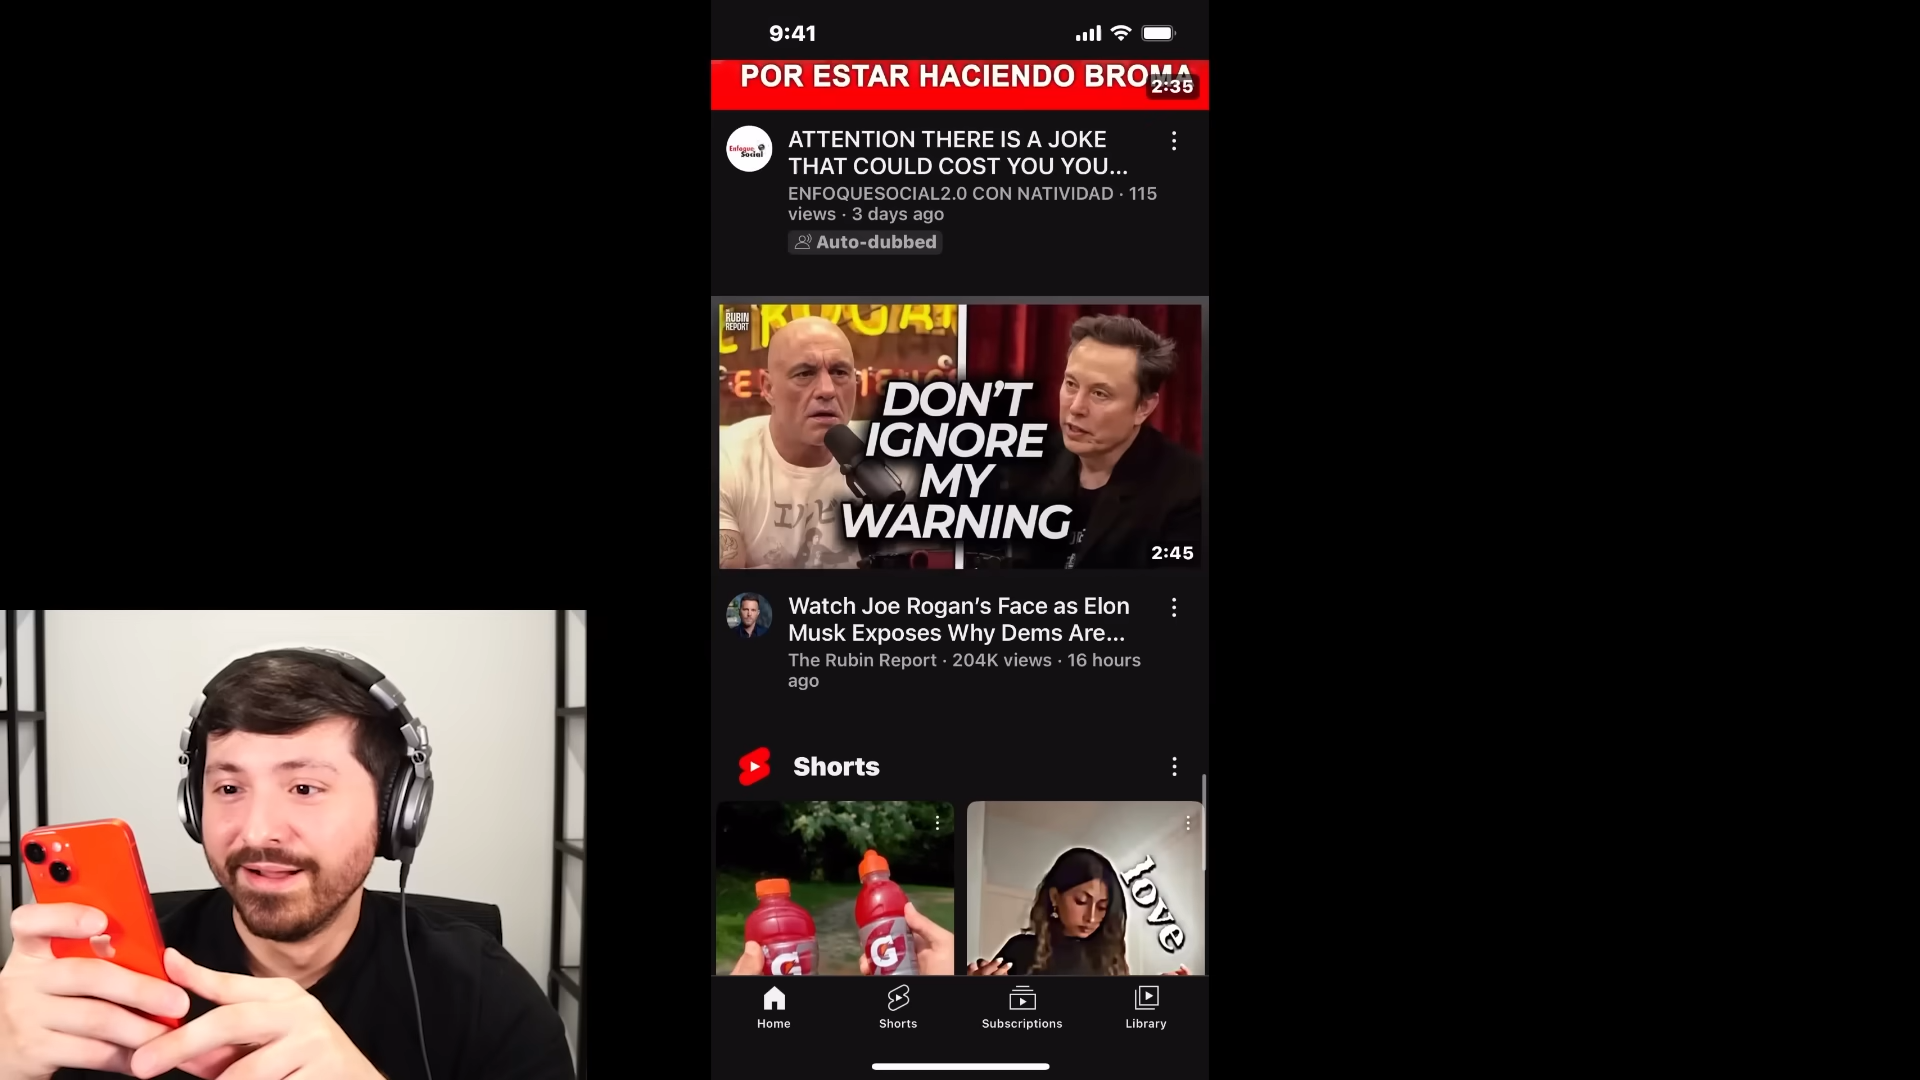 9:41
POR ESTAR HACIENDO BROMA
2:35
Enfoque
Social
ATTENTION THERE IS A JOKE
THAT COULD COST YOU YOU...
ENFOQUESOCIAL2.0 CON NATIVIDAD · 115
views · 3 days ago
Auto-dubbed
RUBIN
REPORT
DON'T
IGNORE
MY
WARNING
2:45
Watch Joe Rogan's Face as Elon
Musk Exposes Why Dems Are...
The Rubin Report · 204K views · 16 hours
ago
Shorts
love
G
G
Home
Shorts
Subscriptions
Library